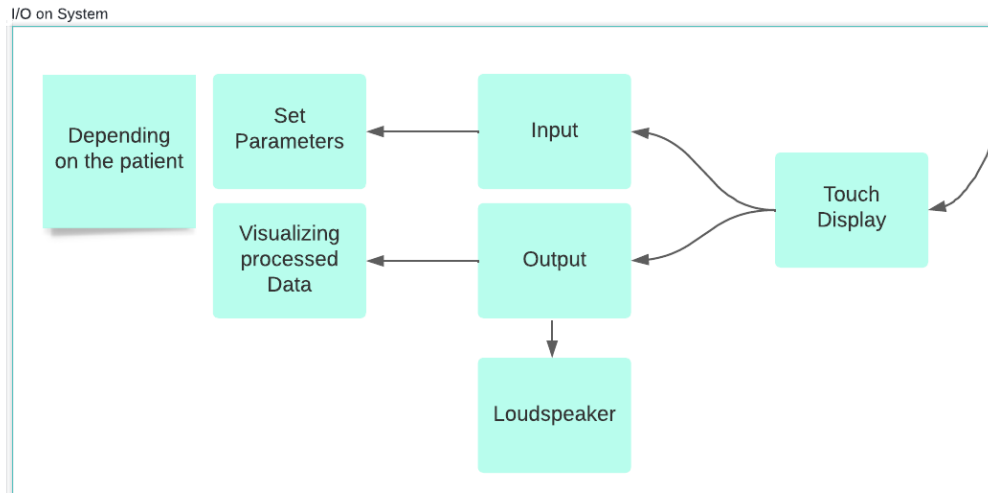 I/O on System
Depending
on the patient
Set
Parameters
Input
Touch
Display
Visualizing
processed
Data
Output
Loudspeaker